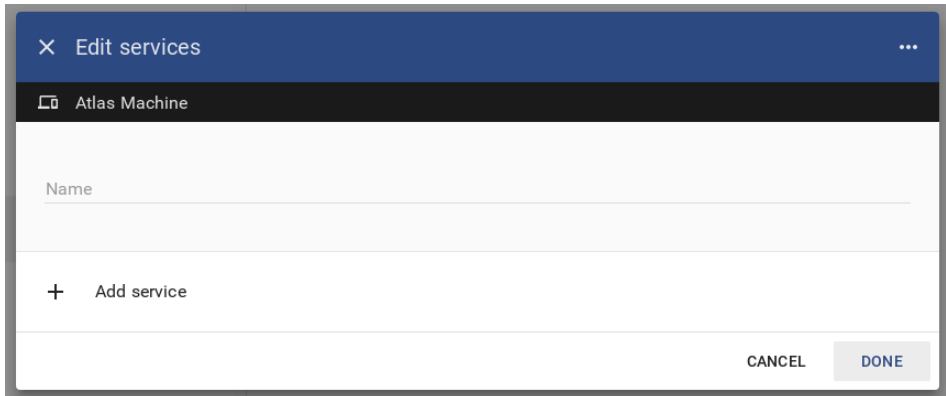 Edit services
Atlas Machine
Name
Add service
CANCEL DONE